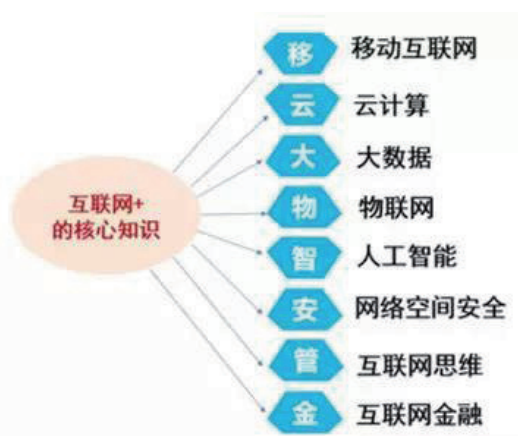 互联网+
的核心知识
移 移动互联网
云 云计算
大 大数据
物 物联网
智 人工智能
安 网络空间安全
管 互联网思维
金 互联网金融